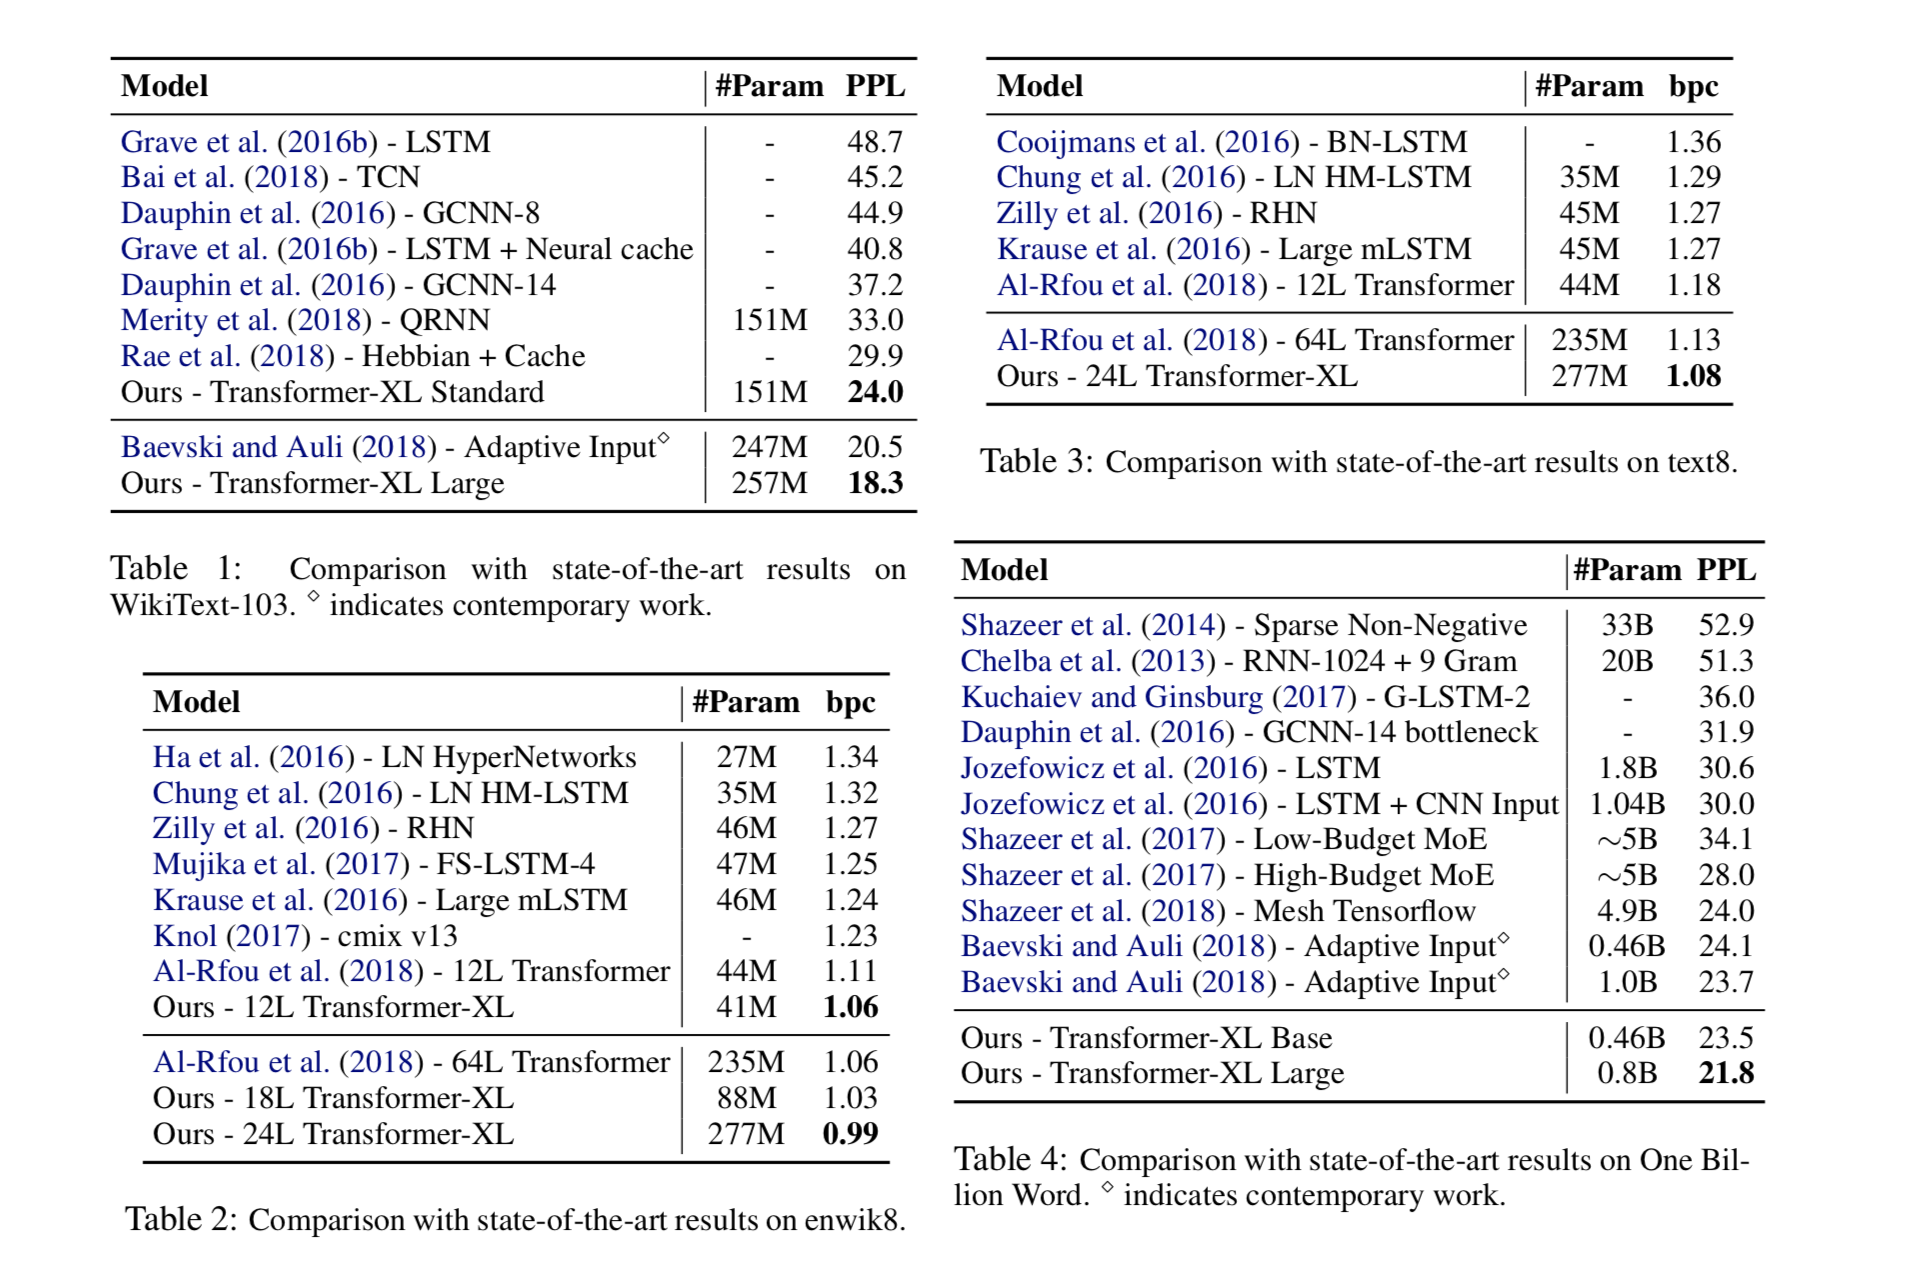 Model #Param PPL
Grave et al. (2016b) - LSTM - 48.7
Bai et al. (2018) - TCN - 45.2
Dauphin et al. (2016) - GCNN-8 - 44.9
Grave et al. (2016b) - LSTM + Neural cache - 40.8
Dauphin et al. (2016) - GCNN-14 - 37.2
Merity et al. (2018) - QRNN 151M 33.0
Rae et al. (2018) - Hebbian + Cache - 29.9
Ours - Transformer-XL Standard 151M 24.0
Baevski and Auli (2018) - Adaptive Input◇ 247M 20.5
Ours - Transformer-XL Large 257M 18.3
Table 1: Comparison with state-of-the-art results on
WikiText-103. ◇ indicates contemporary work.
Model #Param bpc
Ha et al. (2016) - LN HyperNetworks 27M 1.34
Chung et al. (2016) - LN HM-LSTM 35M 1.32
Zilly et al. (2016) - RHN 46M 1.27
Mujika et al. (2017) - FS-LSTM-4 47M 1.25
Krause et al. (2016) - Large mLSTM 46M 1.24
Knol (2017) - cmix v13 - 1.23
Al-Rfou et al. (2018) - 12L Transformer 44M 1.11
Ours - 12L Transformer-XL 41M 1.06
Al-Rfou et al. (2018) - 64L Transformer 235M 1.06
Ours - 18L Transformer-XL 88M 1.03
Ours - 24L Transformer-XL 277M 0.99
Table 2: Comparison with state-of-the-art results on enwik8.
Model #Param bpc
Cooijmans et al. (2016) - BN-LSTM - 1.36
Chung et al. (2016) - LN HM-LSTM 35M 1.29
Zilly et al. (2016) - RHN 45M 1.27
Krause et al. (2016) - Large mLSTM 45M 1.27
Al-Rfou et al. (2018) - 12L Transformer 44M 1.18
Al-Rfou et al. (2018) - 64L Transformer 235M 1.13
Ours - 24L Transformer-XL 277M 1.08
Table 3: Comparison with state-of-the-art results on text8.
Model #Param PPL
Shazeer et al. (2014) - Sparse Non-Negative 33B 52.9
Chelba et al. (2013) - RNN-1024 + 9 Gram 20B 51.3
Kuchaiev and Ginsburg (2017) - G-LSTM-2 - 36.0
Dauphin et al. (2016) - GCNN-14 bottleneck - 31.9
Jozefowicz et al. (2016) - LSTM 1.8B 30.6
Jozefowicz et al. (2016) - LSTM + CNN Input 1.04B 30.0
Shazeer et al. (2017) - Low-Budget MoE ∼5B 34.1
Shazeer et al. (2017) - High-Budget MoE ∼5B 28.0
Shazeer et al. (2018) - Mesh Tensorflow 4.9B 24.0
Baevski and Auli (2018) - Adaptive Input◇ 0.46B 24.1
Baevski and Auli (2018) - Adaptive Input◇ 1.0B 23.7
Ours - Transformer-XL Base 0.46B 23.5
Ours - Transformer-XL Large 0.8B 21.8
Table 4: Comparison with state-of-the-art results on One Bil-
lion Word. ◇ indicates contemporary work.